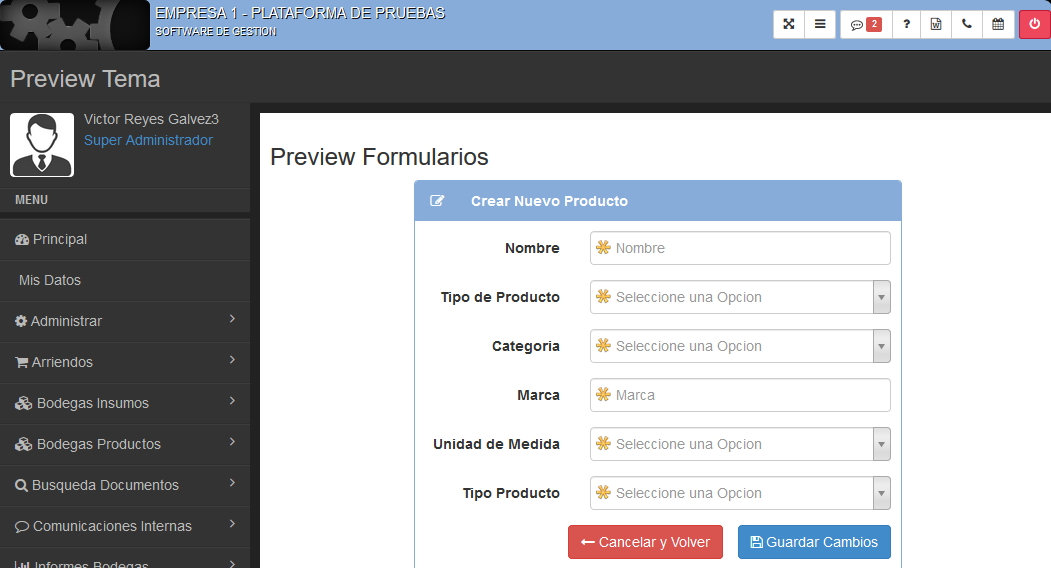 EMPRESA 1 - PLATAFORMA DE PRUEBAS
SOFTWARE DE GESTION
2
?
Preview Tema
Victor Reyes Galvez3
Super Administrador
MENU
Principal
Mis Datos
Administrar
Arriendos
Bodegas Insumos
Bodegas Productos
Busqueda Documentos
Comunicaciones Internas
Informes Bodegas
Preview Formularios
Crear Nuevo Producto
Nombre Nombre
Tipo de Producto Seleccione una Opcion
Categoria Seleccione una Opcion
Marca Marca
Unidad de Medida Seleccione una Opcion
Tipo Producto Seleccione una Opcion
Cancelar y Volver Guardar Cambios